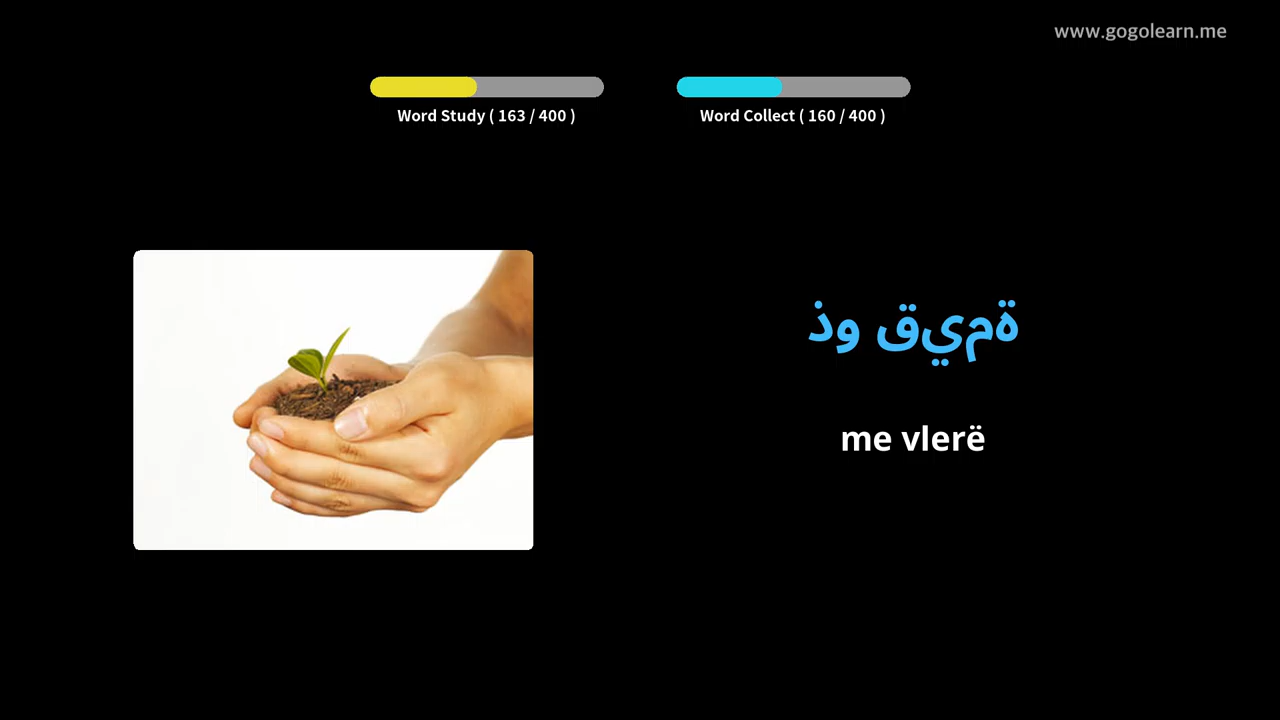 www.gogolearn.me
Word Study ( 163 / 400 )
Word Collect ( 160 / 400 )
ذو قيمة
me vlerë